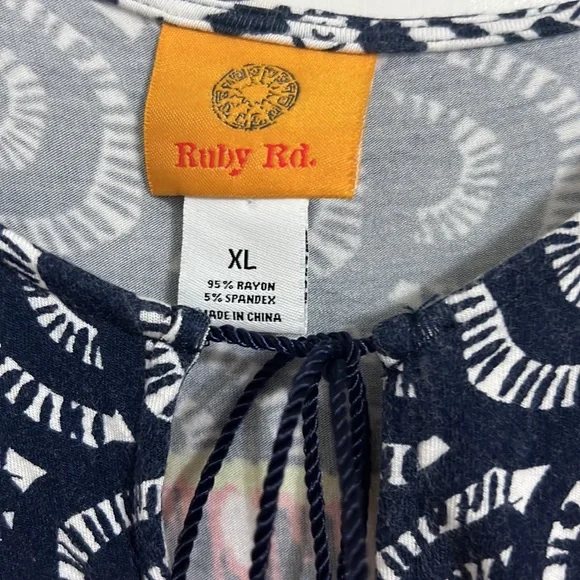 Ruby Rd.
XL
95% RAYON
5% SPANDEX
MADE IN CHINA